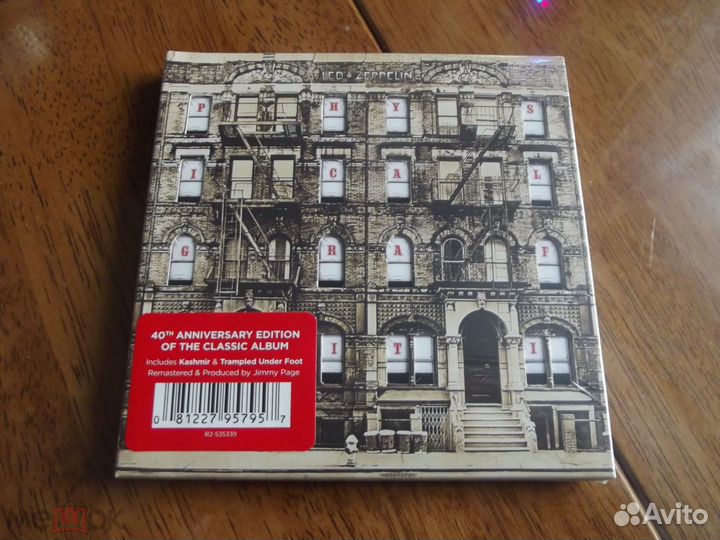 LED ZEPPELIN
P H Y S
I C A L
G R A F
I T I
40TH ANNIVERSARY EDITION
OF THE CLASSIC ALBUM
Includes Kashmir & Trampled Under Foot
Remastered & Produced by Jimmy Page
0 81227 95795 7
R2-535339
мешок
Avito